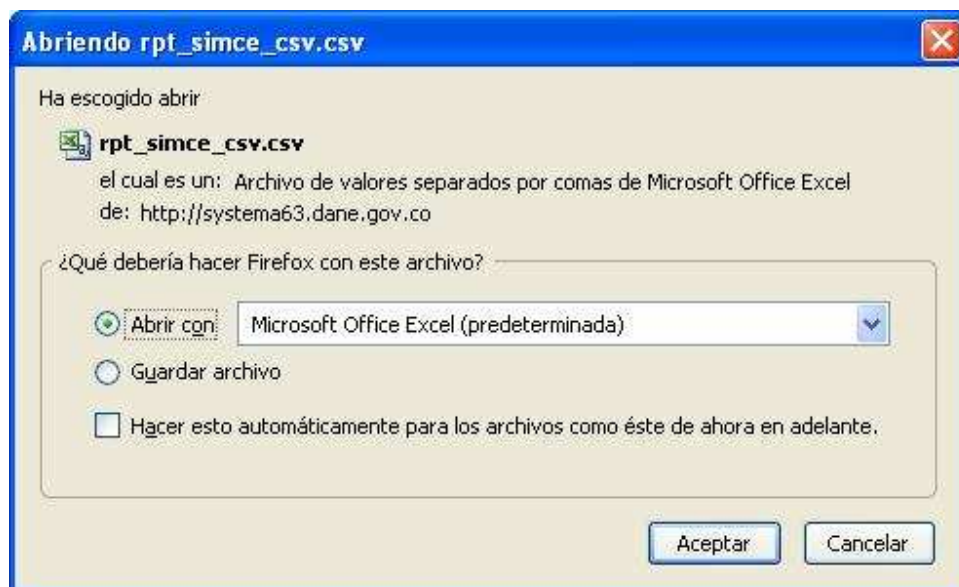 Abriendo rpt_simce_csv.csv
Ha escogido abrir
rpt_simce_csv.csv
el cual es un: Archivo de valores separados por comas de Microsoft Office Excel
de: http://systema63.dane.gov.co
¿Qué debería hacer Firefox con este archivo?
Abrir con Microsoft Office Excel (predeterminada)
Guardar archivo
Hacer esto automáticamente para los archivos como éste de ahora en adelante.
Aceptar Cancelar